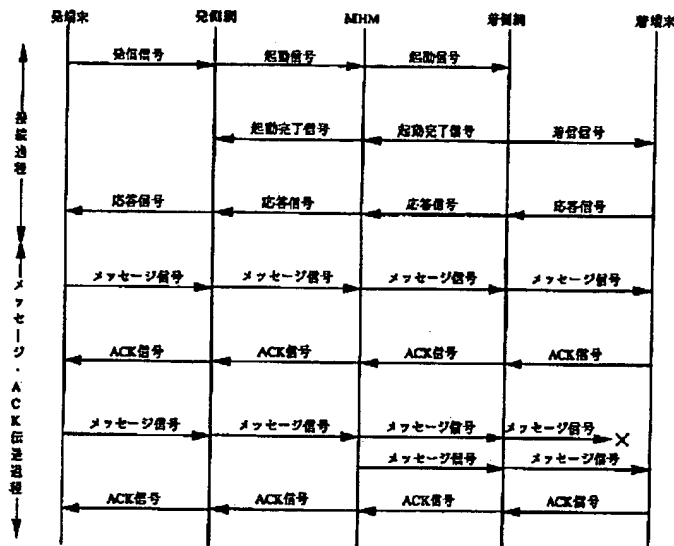 発端末 発側網 MHM 着側網 着端末
発信信号 起動信号 起動信号
起動完了信号 起動完了信号 着信信号
応答信号 応答信号 応答信号 応答信号
メッセージ信号 メッセージ信号 メッセージ信号 メッセージ信号
ACK信号 ACK信号 ACK信号 ACK信号
メッセージ信号 メッセージ信号 メッセージ信号 メッセージ信号 ×
メッセージ信号 メッセージ信号
ACK信号 ACK信号 ACK信号 ACK信号
接続過程
メッセージ・ACK伝達過程